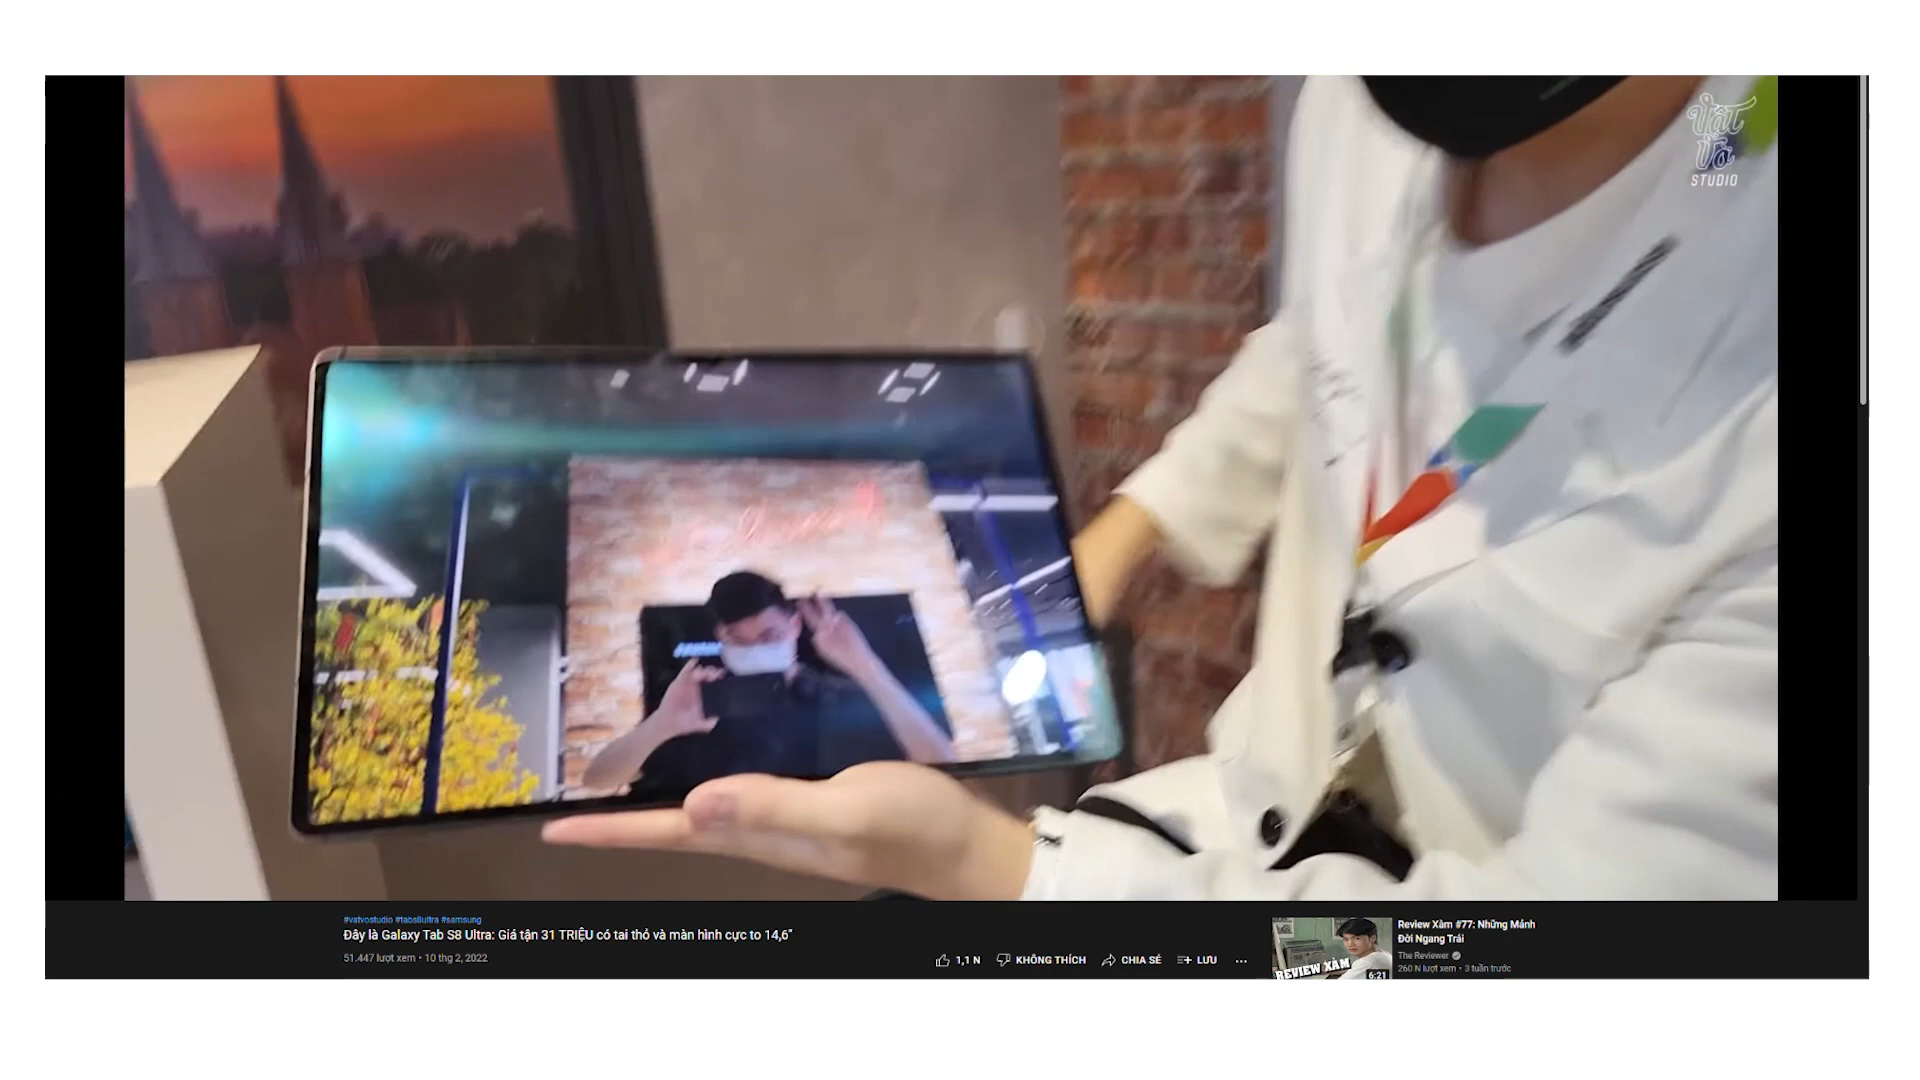 Vật
Vờ
STUDIO
#vatvostudio #tabs8ultra #samsung
Đây là Galaxy Tab S8 Ultra: Giá tận 31 TRIỆU có tai thỏ và màn hình cực to 14,6"
51.447 lượt xem • 10 thg 2, 2022
1,1 N
KHÔNG THÍCH
CHIA SẺ
LƯU
REVIEW XÀM
6:21
Review Xàm #77: Những Mảnh
Đời Ngang Trái
The Reviewer
260 N lượt xem • 3 tuần trước